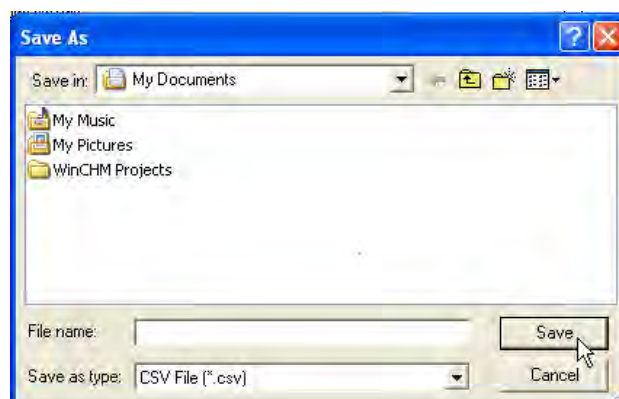 Save As
Save in: My Documents
My Music
My Pictures
WinCHM Projects
File name: Save
Save as type: CSV File (*.csv) Cancel